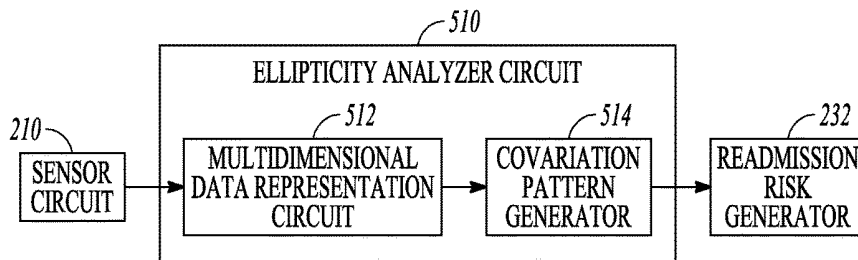 510
ELLIPTICITY ANALYZER CIRCUIT
210
512
514
232
SENSOR
CIRCUIT
MULTIDIMENSIONAL
DATA REPRESENTATION
CIRCUIT
COVARIATION
PATTERN
GENERATOR
READMISSION
RISK
GENERATOR